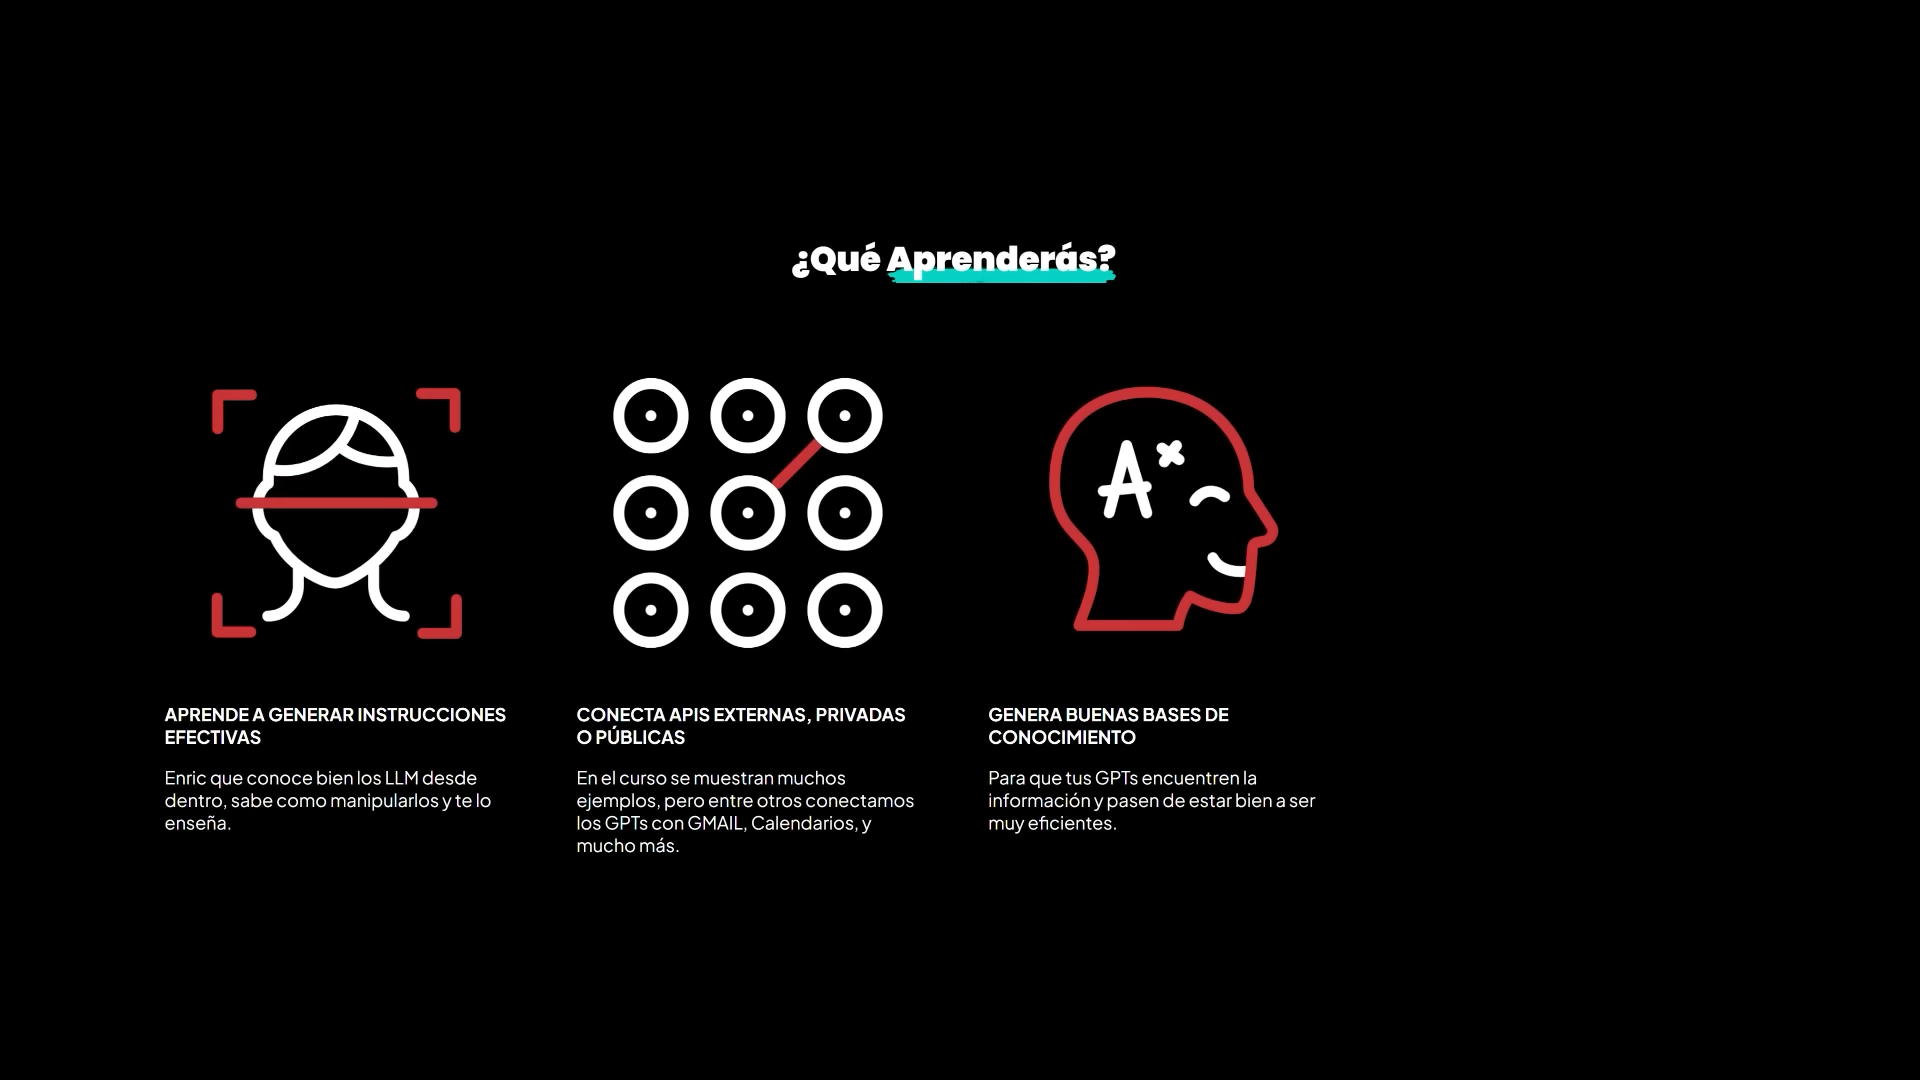 ¿Qué Aprenderás?
APRENDE A GENERAR INSTRUCCIONES
EFECTIVAS
Enric que conoce bien los LLM desde
dentro, sabe como manipularlos y te lo
enseña.
CONECTA APIS EXTERNAS, PRIVADAS
O PÚBLICAS
En el curso se muestran muchos
ejemplos, pero entre otros conectamos
los GPTs con GMAIL, Calendarios, y
mucho más.
A+
GENERA BUENAS BASES DE
CONOCIMIENTO
Para que tus GPTs encuentren la
información y pasen de estar bien a ser
muy eficientes.